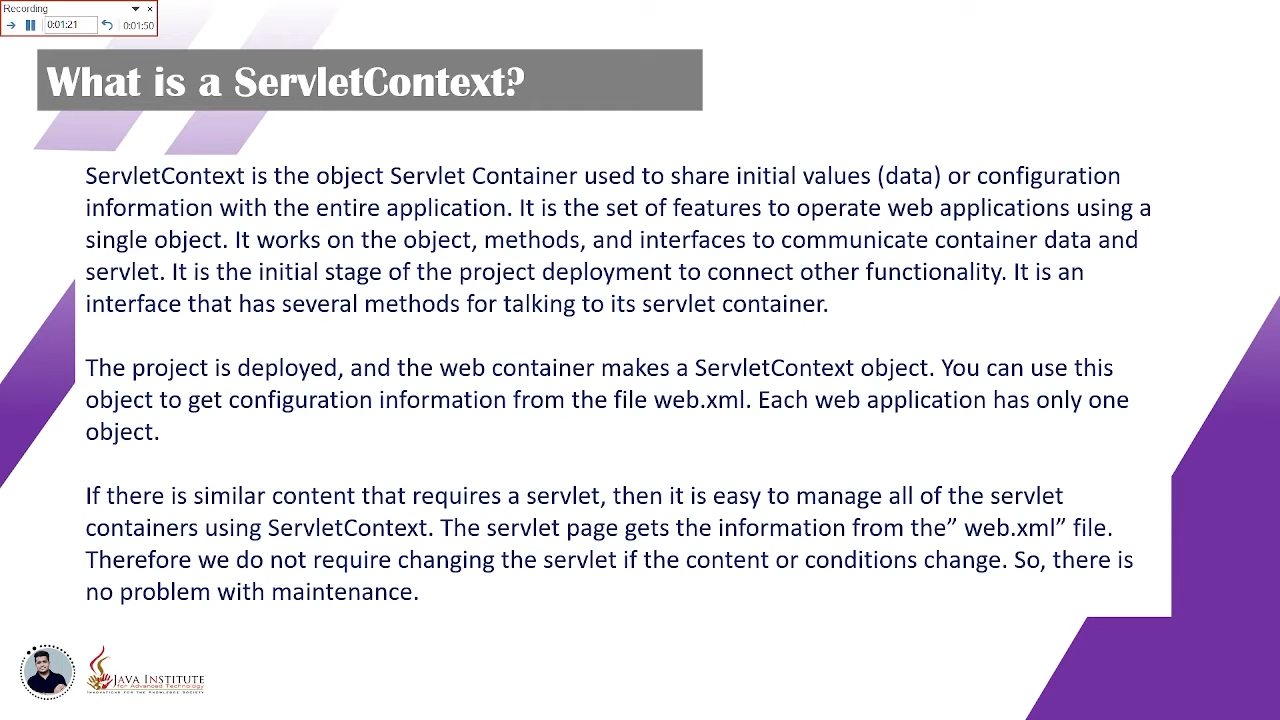 Recording
0:01:21
0:01:50
What is a ServletContext?
ServletContext is the object Servlet Container used to share initial values (data) or configuration
information with the entire application. It is the set of features to operate web applications using a
single object. It works on the object, methods, and interfaces to communicate container data and
servlet. It is the initial stage of the project deployment to connect other functionality. It is an
interface that has several methods for talking to its servlet container.
The project is deployed, and the web container makes a ServletContext object. You can use this
object to get configuration information from the file web.xml. Each web application has only one
object.
If there is similar content that requires a servlet, then it is easy to manage all of the servlet
containers using ServletContext. The servlet page gets the information from the” web.xml” file.
Therefore we do not require changing the servlet if the content or conditions change. So, there is
no problem with maintenance.
JAVA INSTITUTE
for Advanced Technology
INNOVATIONS FOR THE KNOWLEDGE SOCIETY